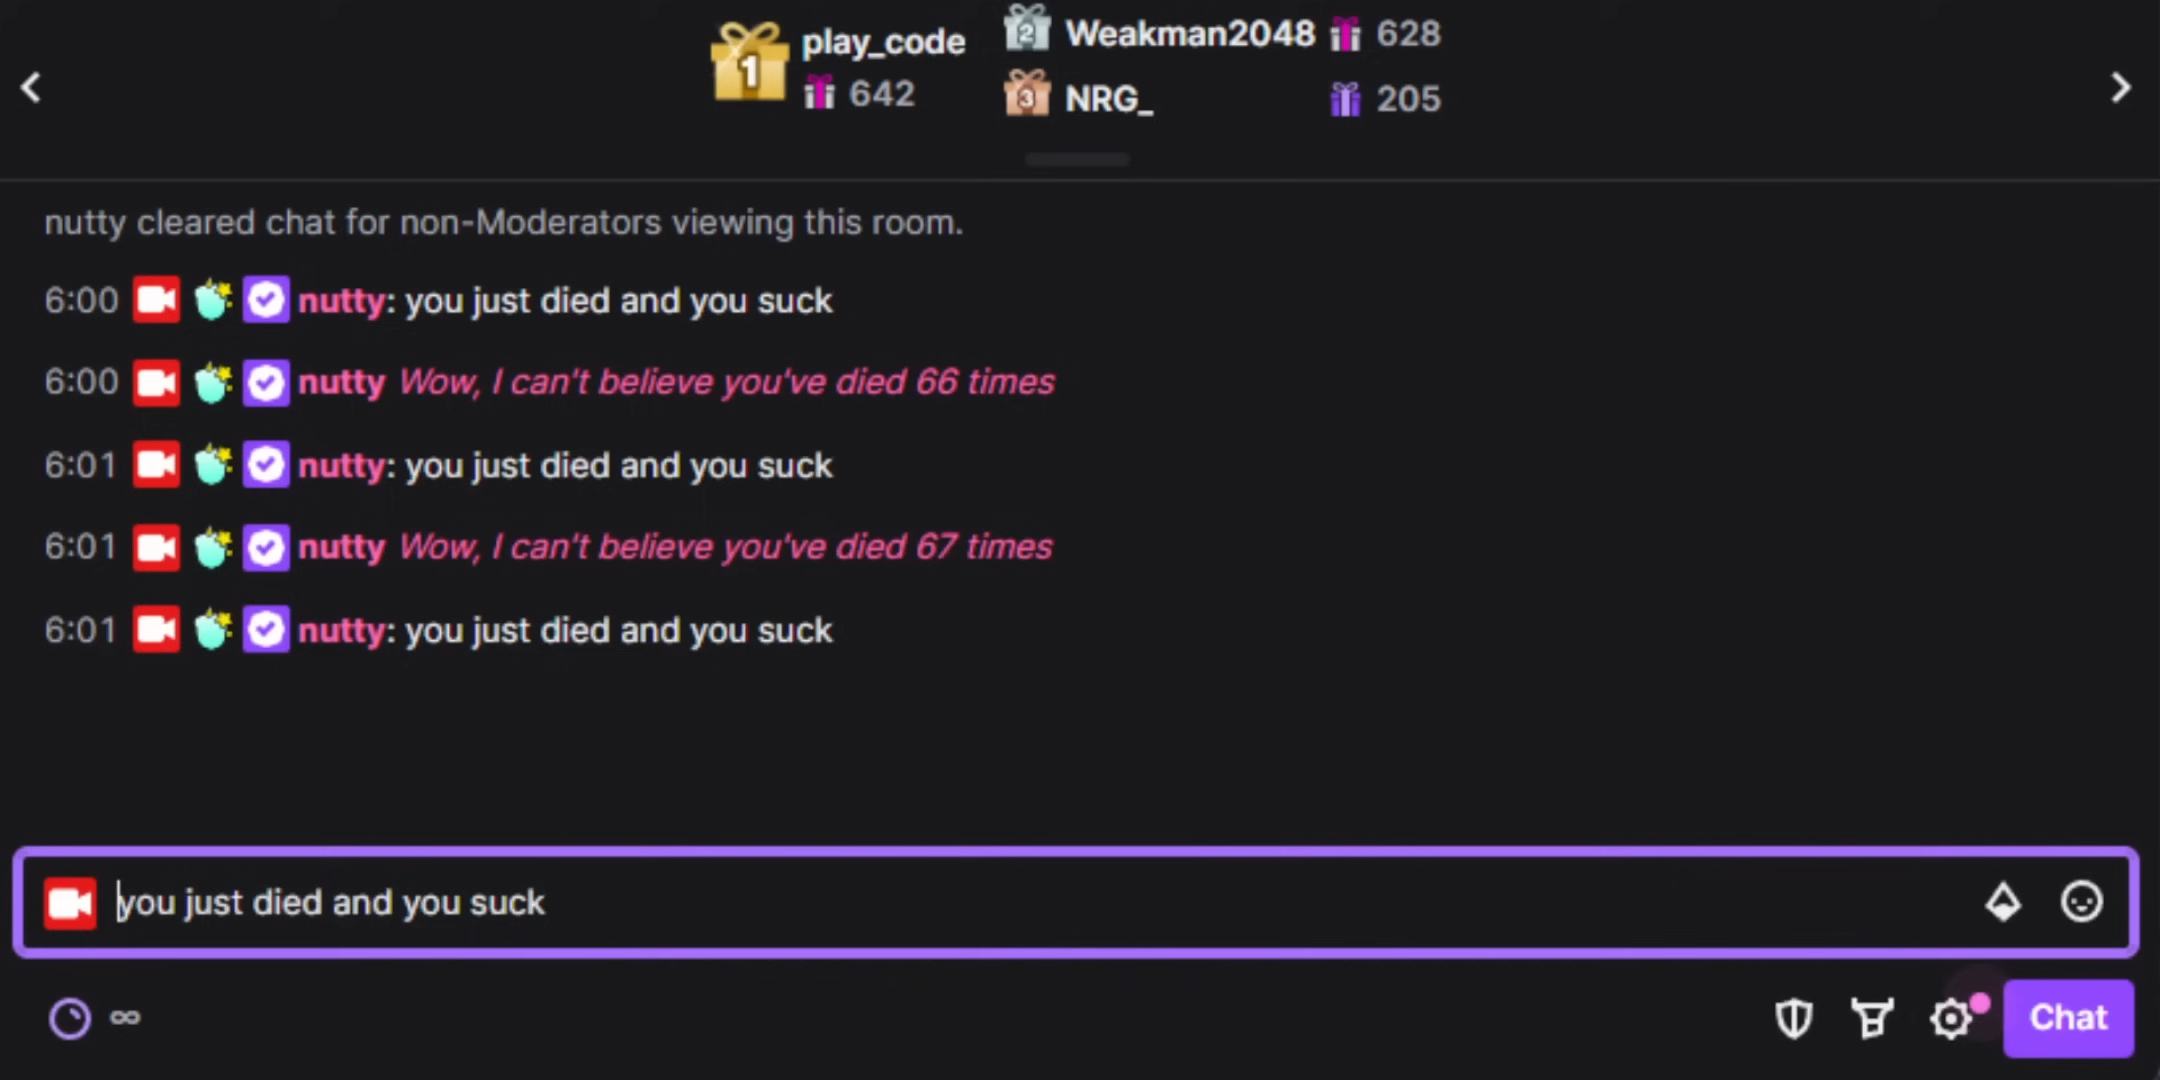 1 play_code
642
2 Weakman2048 628
3 NRG_ 205
nutty cleared chat for non-Moderators viewing this room.
6:00 nutty: you just died and you suck
6:00 nutty Wow, I can't believe you've died 66 times
6:01 nutty: you just died and you suck
6:01 nutty Wow, I can't believe you've died 67 times
6:01 nutty: you just died and you suck
you just died and you suck
∞
Chat